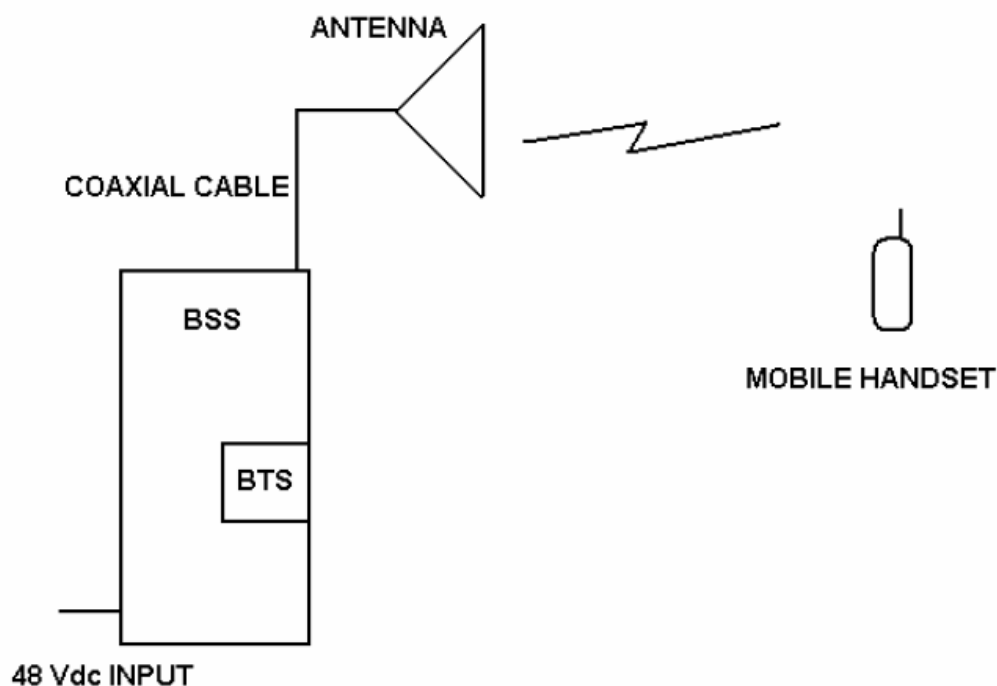 ANTENNA
COAXIAL CABLE
BSS
MOBILE HANDSET
BTS
48 Vdc INPUT